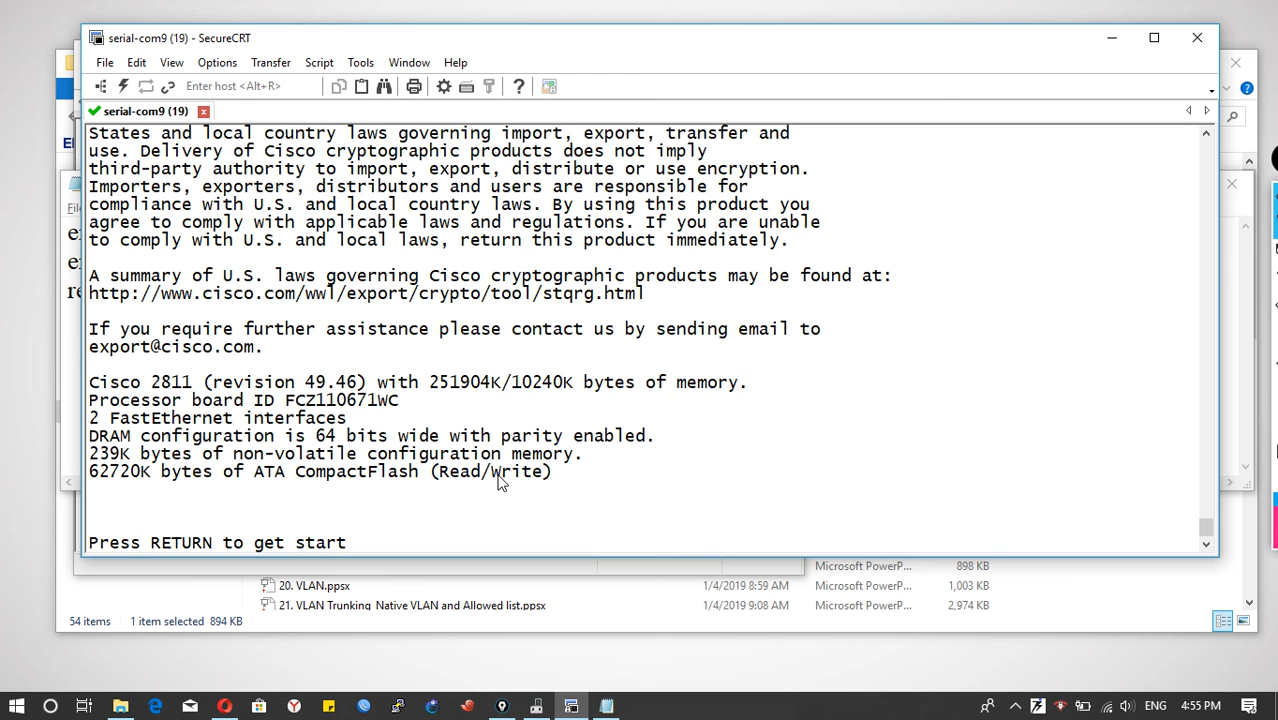 serial-com9 (19) - SecureCRT
File Edit View Options Transfer Script Tools Window Help
Enter host <Alt+R>
serial-com9 (19)
States and local country laws governing import, export, transfer and
use. Delivery of Cisco cryptographic products does not imply
third-party authority to import, export, distribute or use encryption.
Importers, exporters, distributors and users are responsible for
compliance with U.S. and local country laws. By using this product you
agree to comply with applicable laws and regulations. If you are unable
to comply with U.S. and local laws, return this product immediately.
A summary of U.S. laws governing Cisco cryptographic products may be found at:
http://www.cisco.com/wwl/export/crypto/tool/stqrg.html
If you require further assistance please contact us by sending email to
export@cisco.com.
Cisco 2811 (revision 49.46) with 251904K/10240K bytes of memory.
Processor board ID FCZ110671WC
2 FastEthernet interfaces
DRAM configuration is 64 bits wide with parity enabled.
239K bytes of non-volatile configuration memory.
62720K bytes of ATA CompactFlash (Read/Write)
Press RETURN to get start
Microsoft PowerP... 898 KB
20. VLAN.ppsx 1/4/2019 8:59 AM Microsoft PowerP... 1,003 KB
21. VLAN Trunking Native VLAN and Allowed list.ppsx 1/4/2019 9:08 AM Microsoft PowerP... 2,974 KB
54 items 1 item selected 894 KB
ENG 4:55 PM